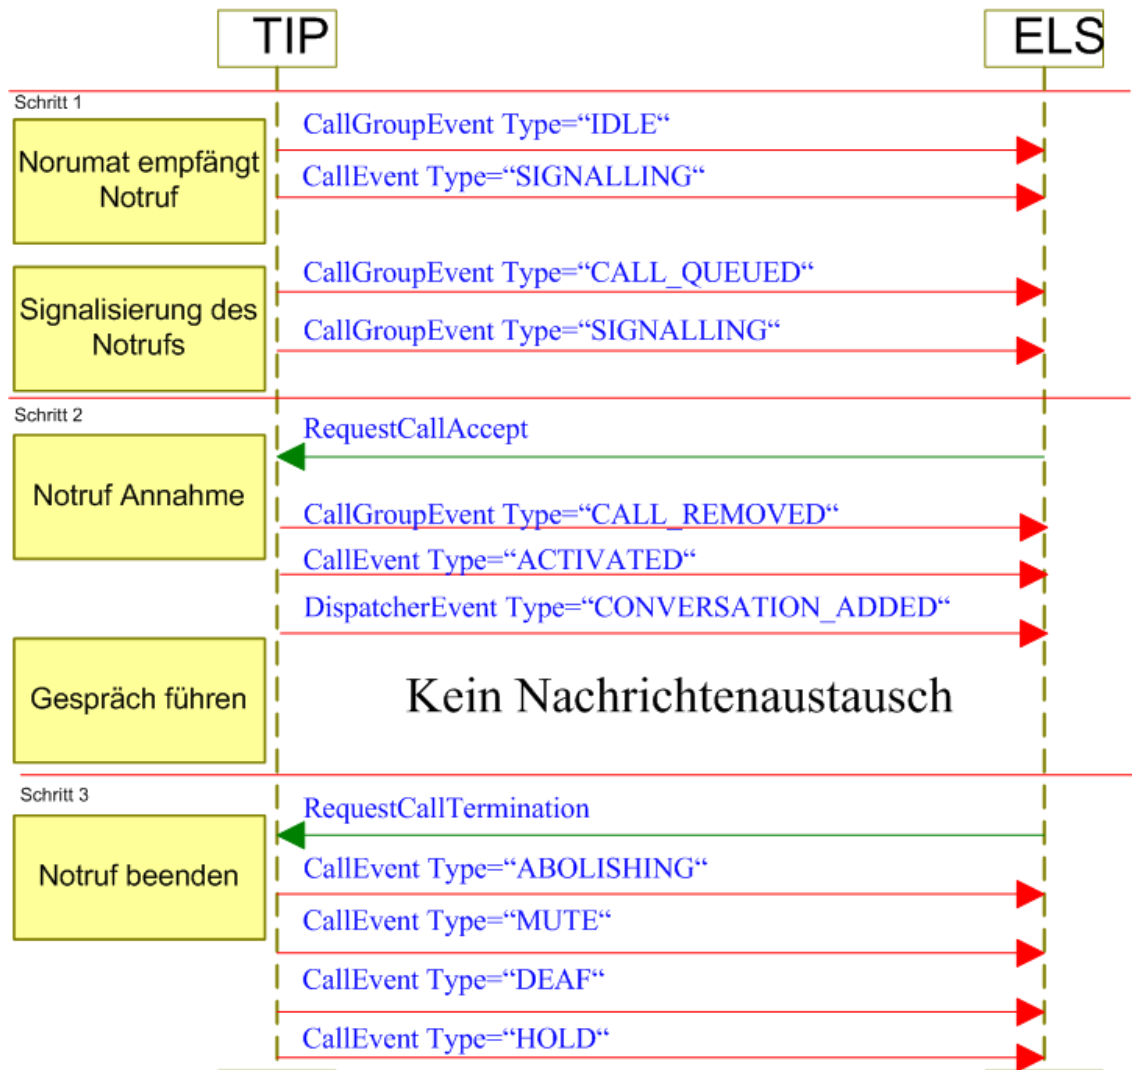 TIP
ELS
Schritt 1
Norumat empfängt
Notruf
CallGroupEvent Type=“IDLE“
CallEvent Type=“SIGNALLING“
Signalisierung des
Notrufs
CallGroupEvent Type=“CALL_QUEUED“
CallGroupEvent Type=“SIGNALLING“
Schritt 2
Notruf Annahme
RequestCallAccept
CallGroupEvent Type=“CALL_REMOVED“
CallEvent Type=“ACTIVATED“
DispatcherEvent Type=“CONVERSATION_ADDED“
Gespräch führen
Kein Nachrichtenaustausch
Schritt 3
Notruf beenden
RequestCallTermination
CallEvent Type=“ABOLISHING“
CallEvent Type=“MUTE“
CallEvent Type=“DEAF“
CallEvent Type=“HOLD“